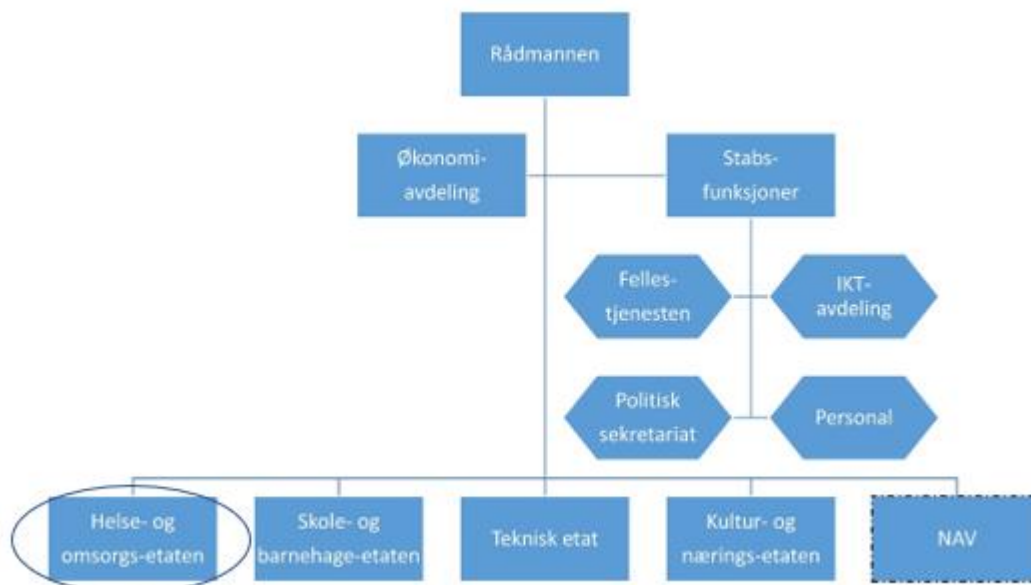 Rådmannen
Økonomi-
avdeling
Stabs-
funksjoner
Felles-
tjenesten
IKT-
avdeling
Politisk
sekretariat
Personal
Helse- og
omsorgs-etaten
Skole- og
barnehage-etaten
Teknisk etat
Kultur- og
nærings-etaten
NAV